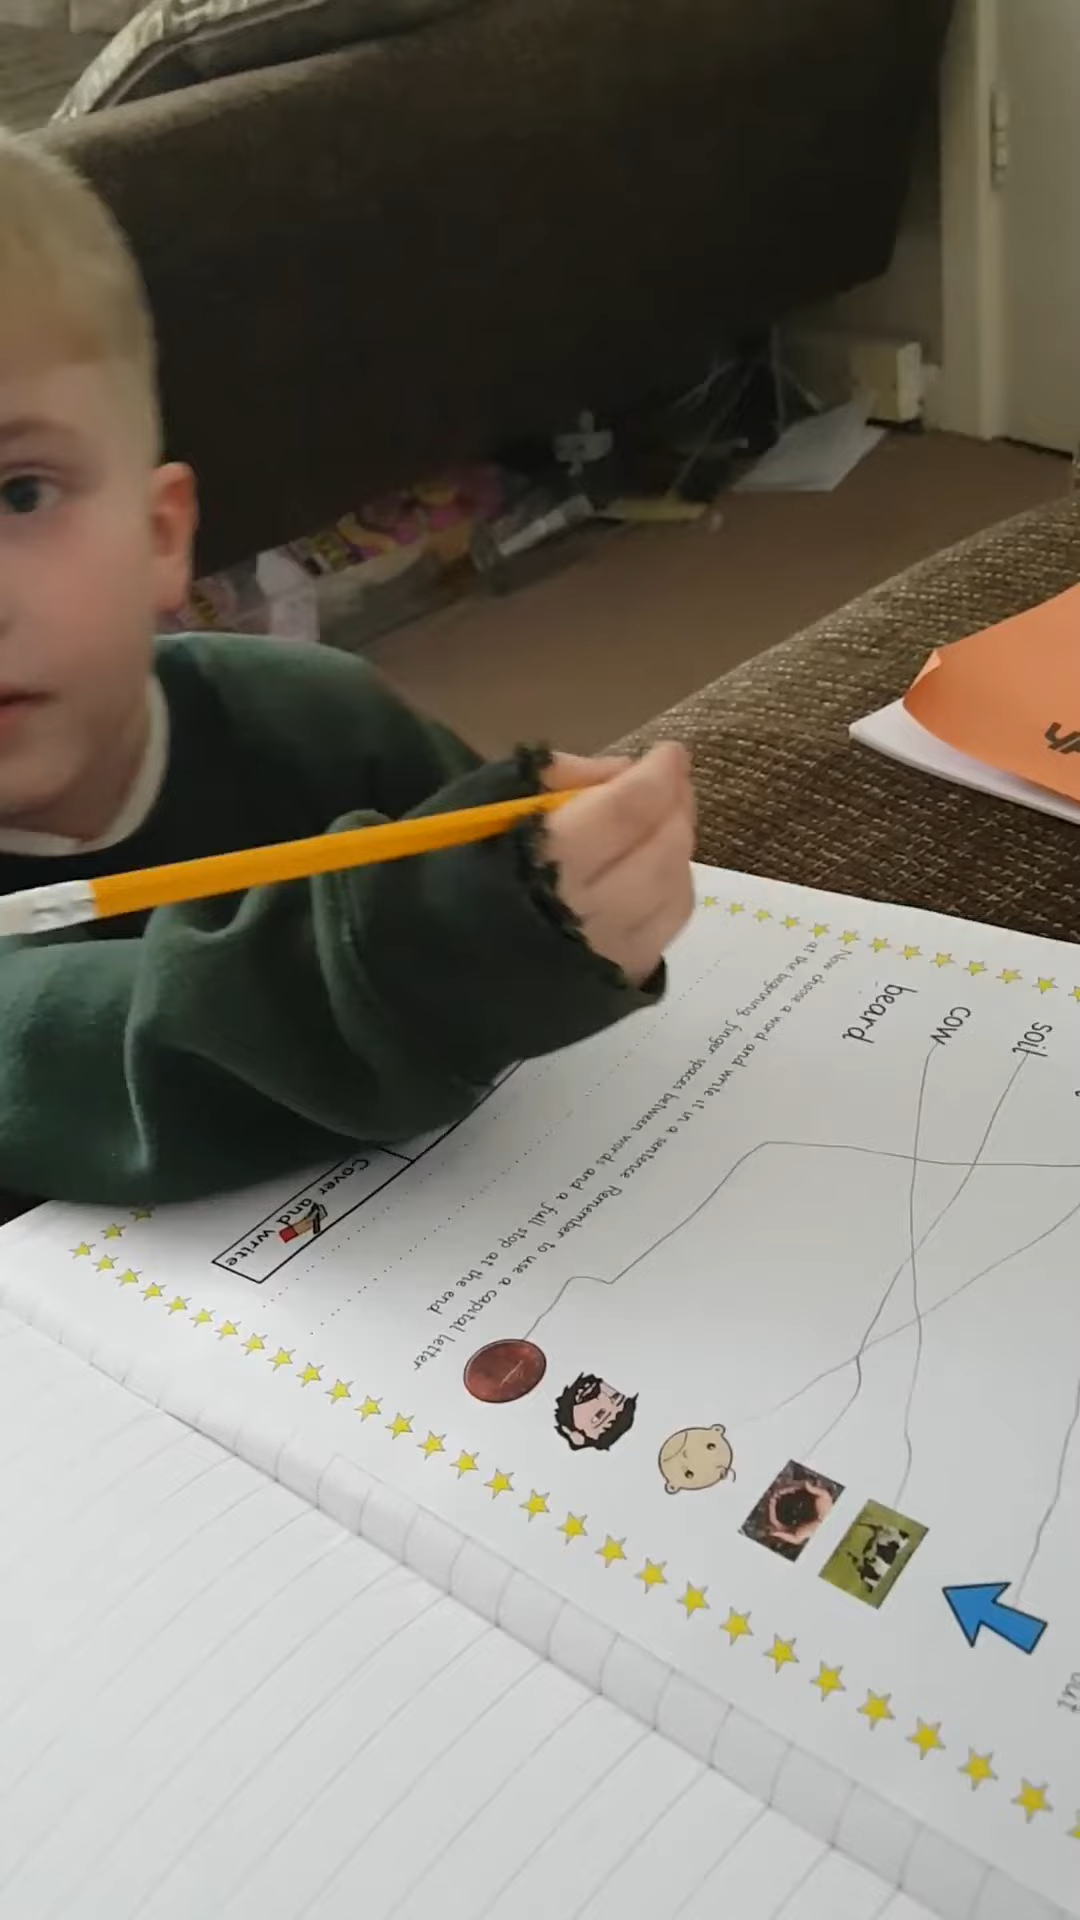 soil
cow
beard
Now choose a word and write it in a sentence. Remember to use a capital letter
at the beginning, finger spaces between words and a full stop at the end.
Cover and write